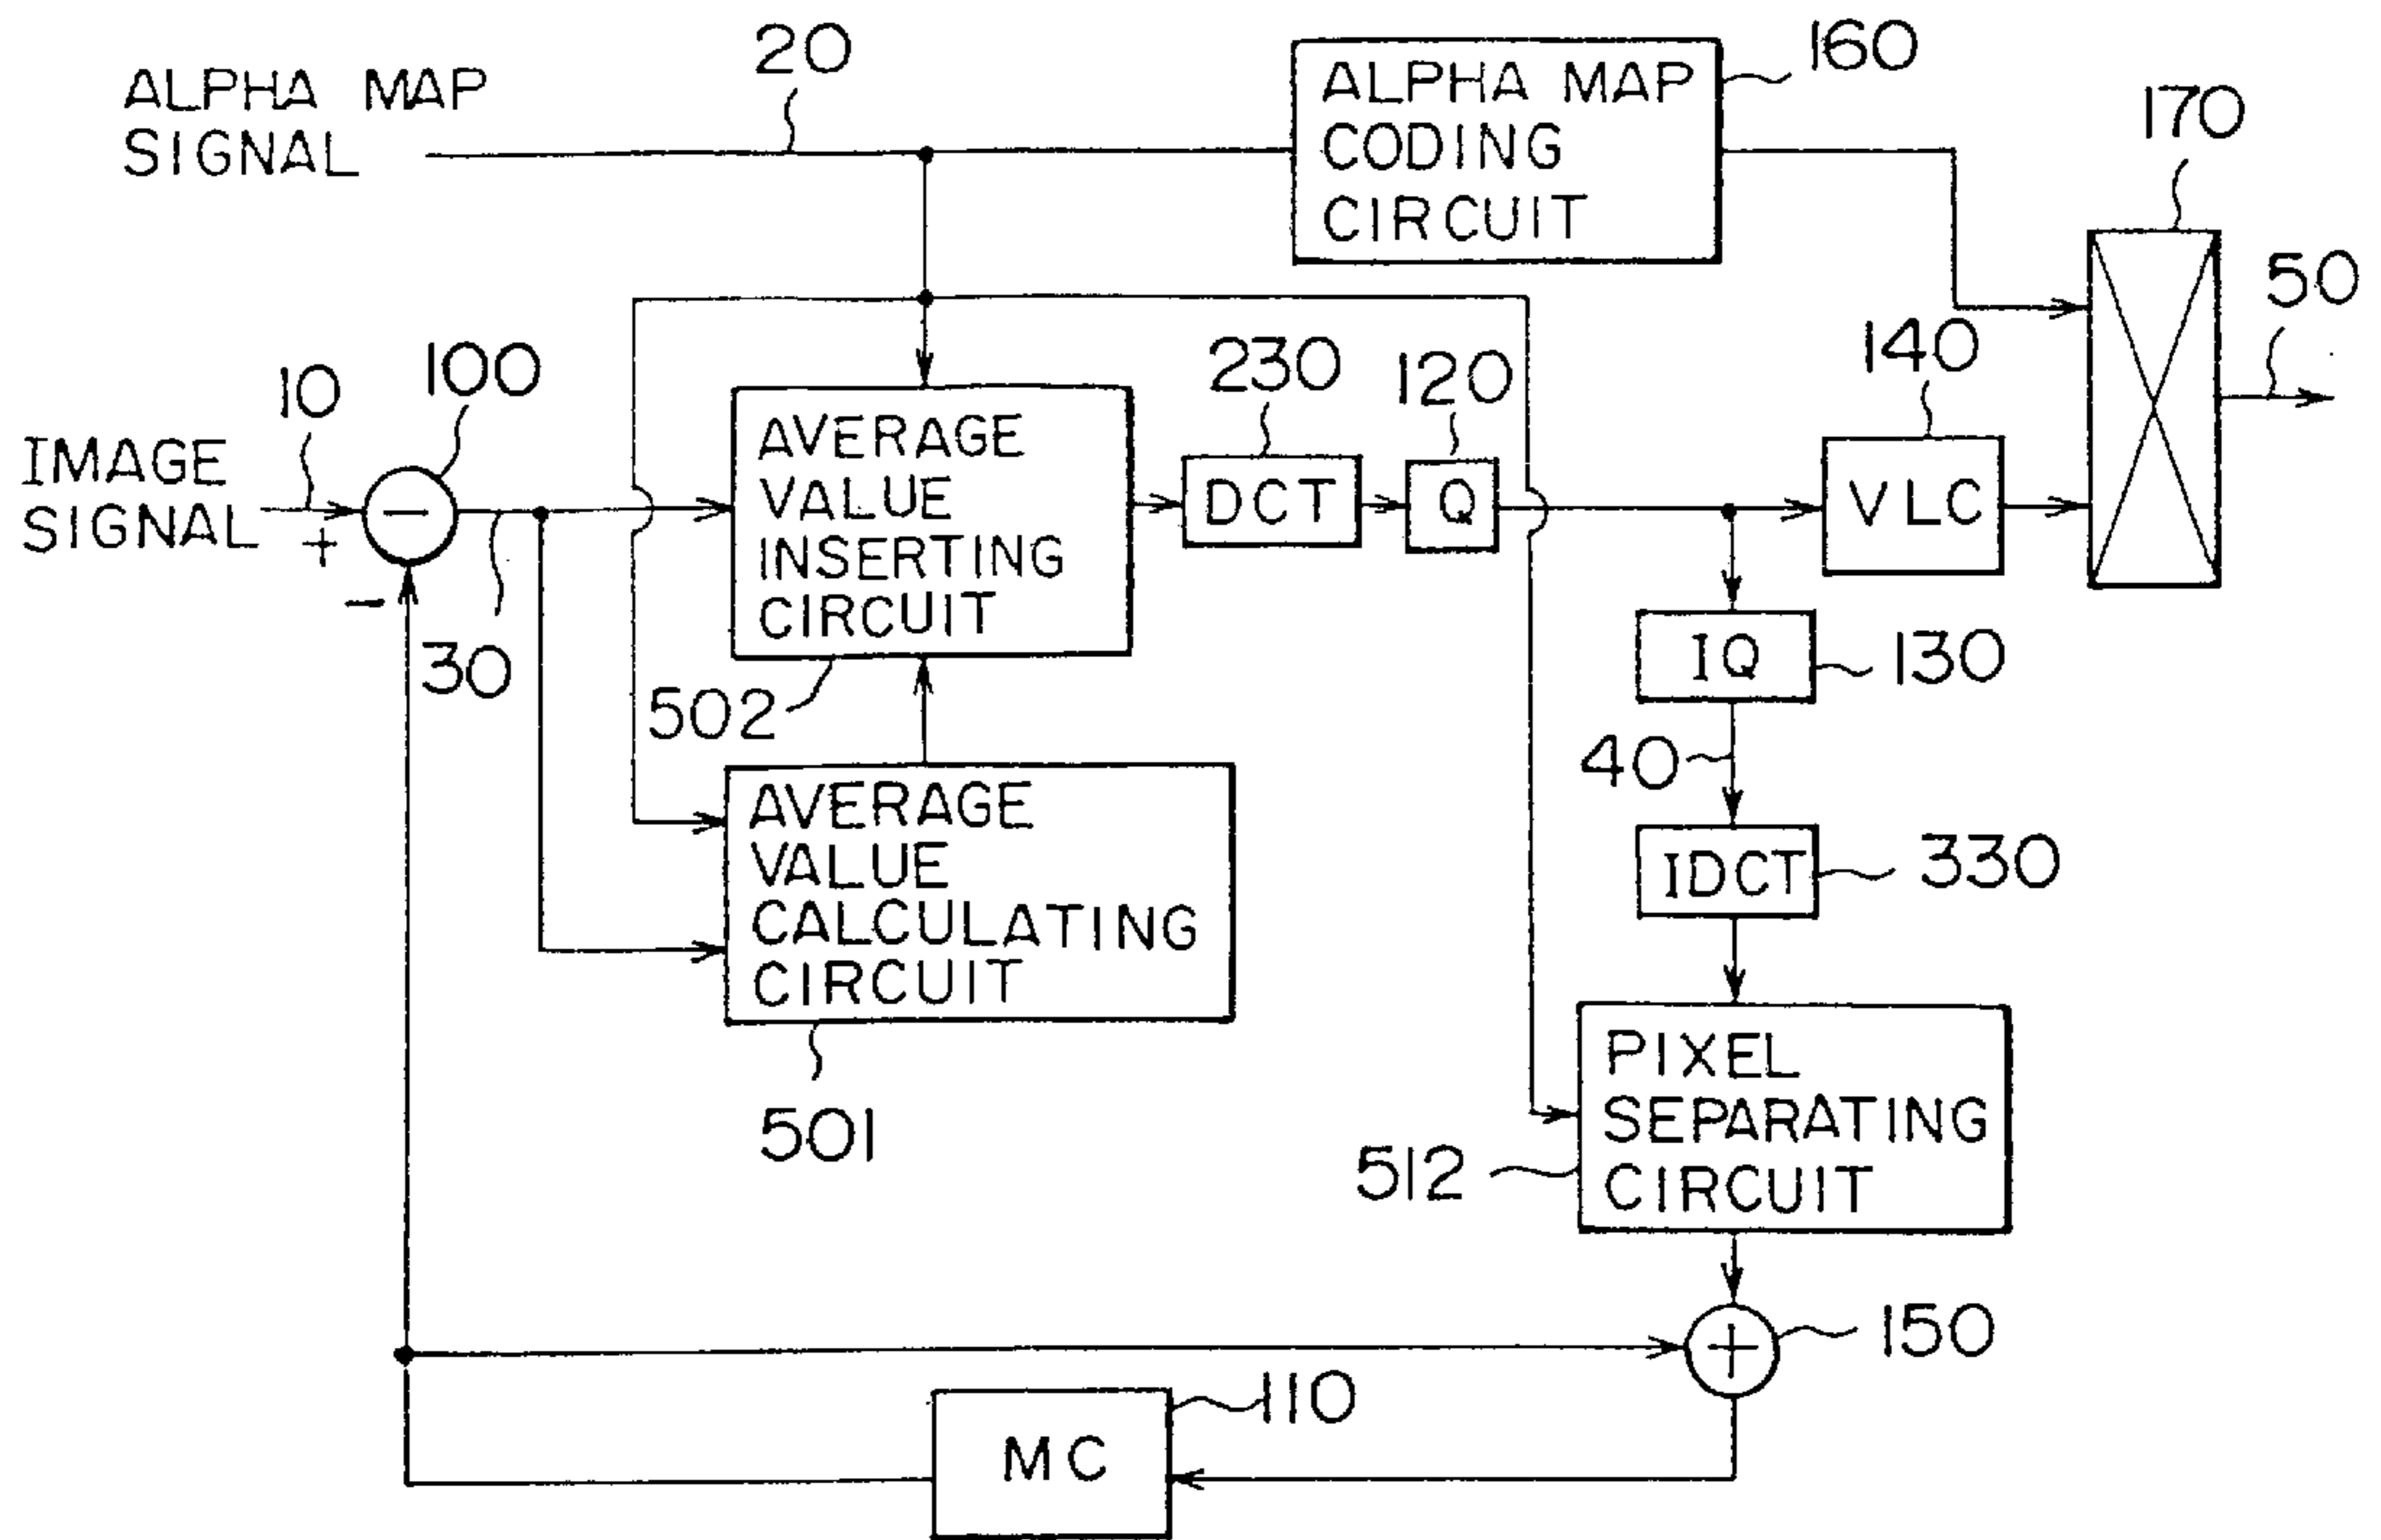 20
160
ALPHA MAP
SIGNAL
ALPHA MAP
CODING
CIRCUIT
170
50
10
100
230
120
140
IMAGE
SIGNAL
+
−
−
AVERAGE
VALUE
INSERTING
CIRCUIT
DCT
Q
VLC
30
502
IQ
130
40
AVERAGE
VALUE
CALCULATING
CIRCUIT
IDCT
330
501
PIXEL
SEPARATING
CIRCUIT
512
+
150
110
MC